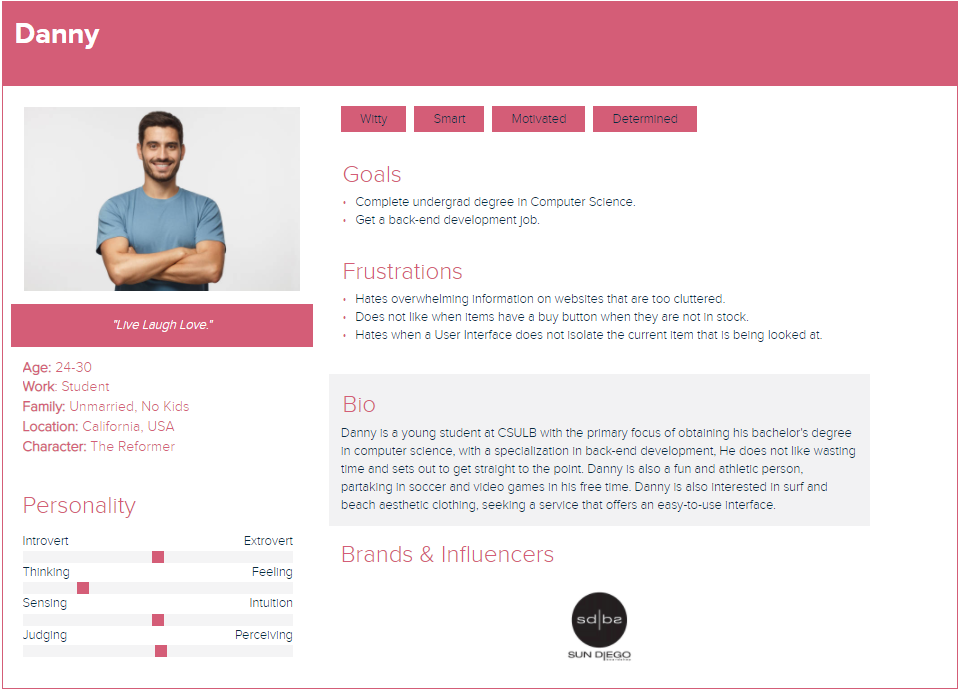 Danny
Witty Smart Motivated Determined
Goals
Complete undergrad degree in Computer Science.
Get a back-end development job.
Frustrations
Hates overwhelming information on websites that are too cluttered.
Does not like when items have a buy button when they are not in stock.
Hates when a User Interface does not isolate the current item that is being looked at.
"Live Laugh Love."
Age: 24-30
Work: Student
Family: Unmarried, No Kids
Location: California, USA
Character: The Reformer
Personality
Introvert Extrovert
Thinking Feeling
Sensing Intuition
Judging Perceiving
Bio
Danny is a young student at CSULB with the primary focus of obtaining his bachelor's degree
in computer science, with a specialization in back-end development, He does not like wasting
time and sets out to get straight to the point. Danny is also a fun and athletic person,
partaking in soccer and video games in his free time. Danny is also interested in surf and
beach aesthetic clothing, seeking a service that offers an easy-to-use interface.
Brands & Influencers
sd|bs
SUN DIEGO